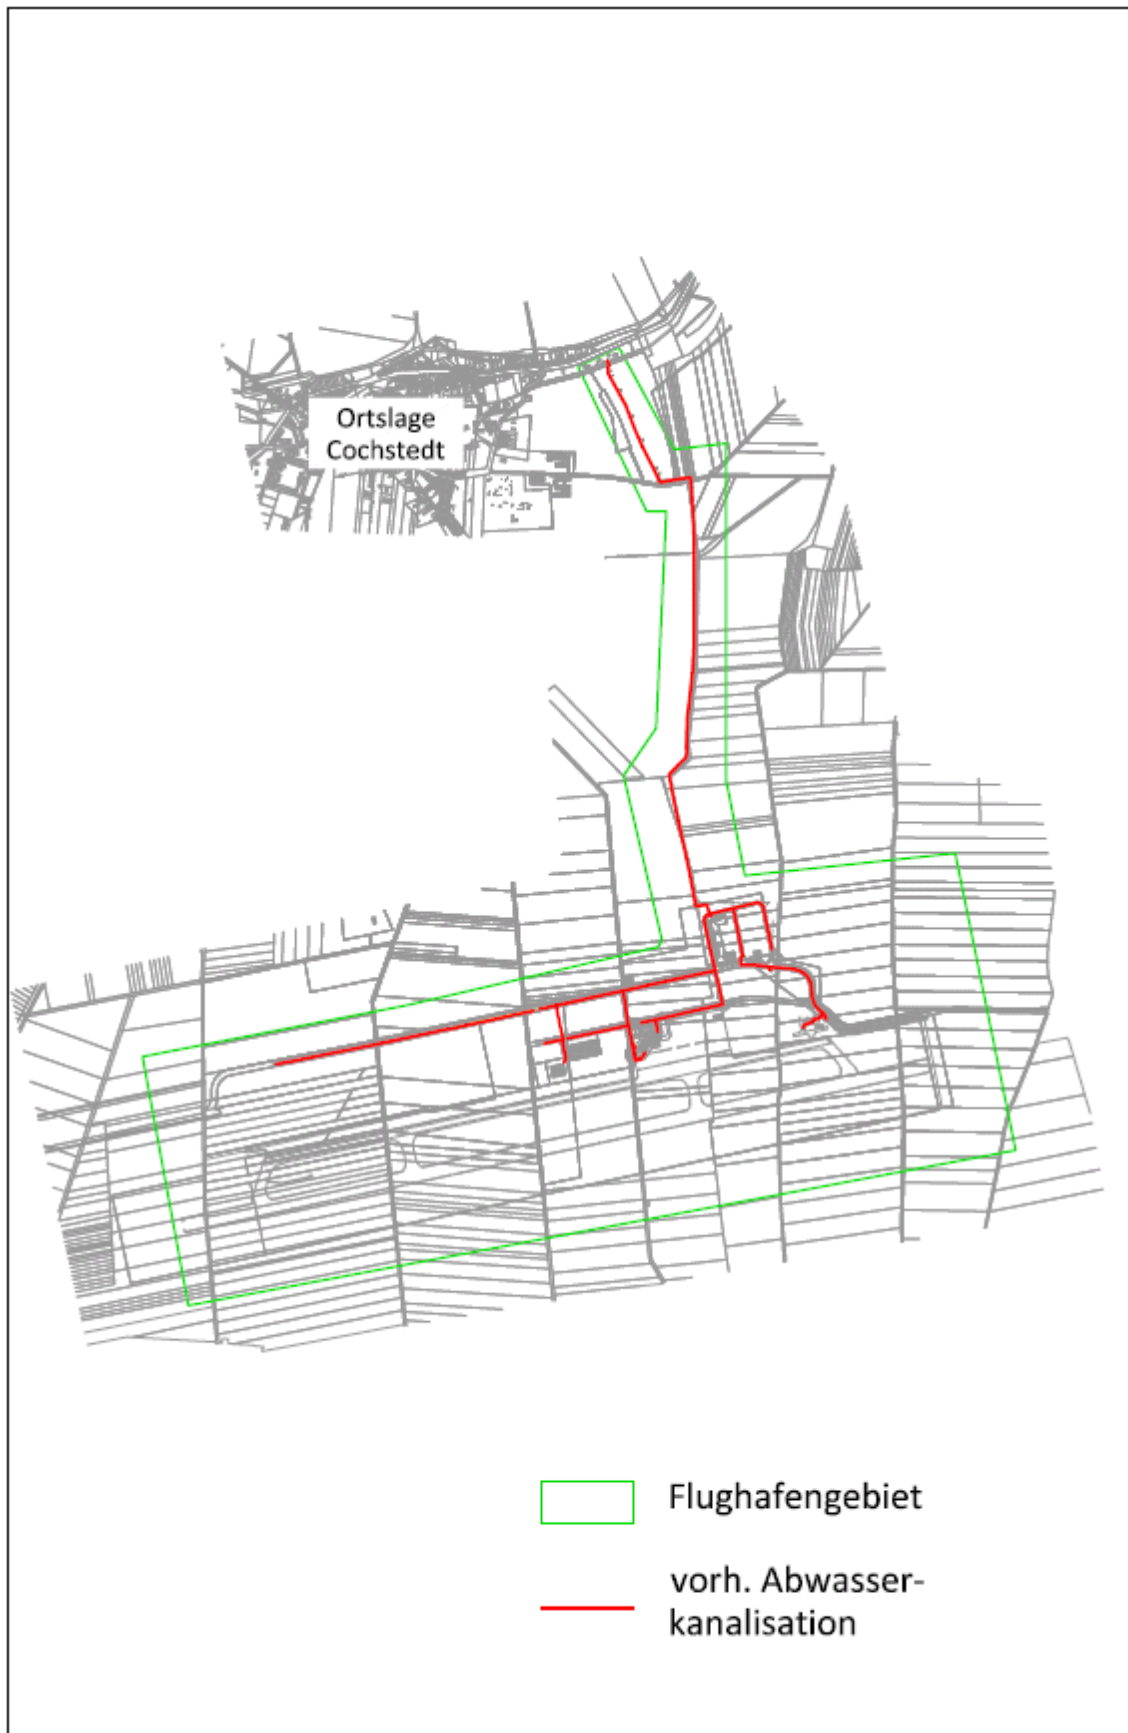 Ortslage
Cochstedt
Flughafengebiet
vorh. Abwasser-
kanalisation